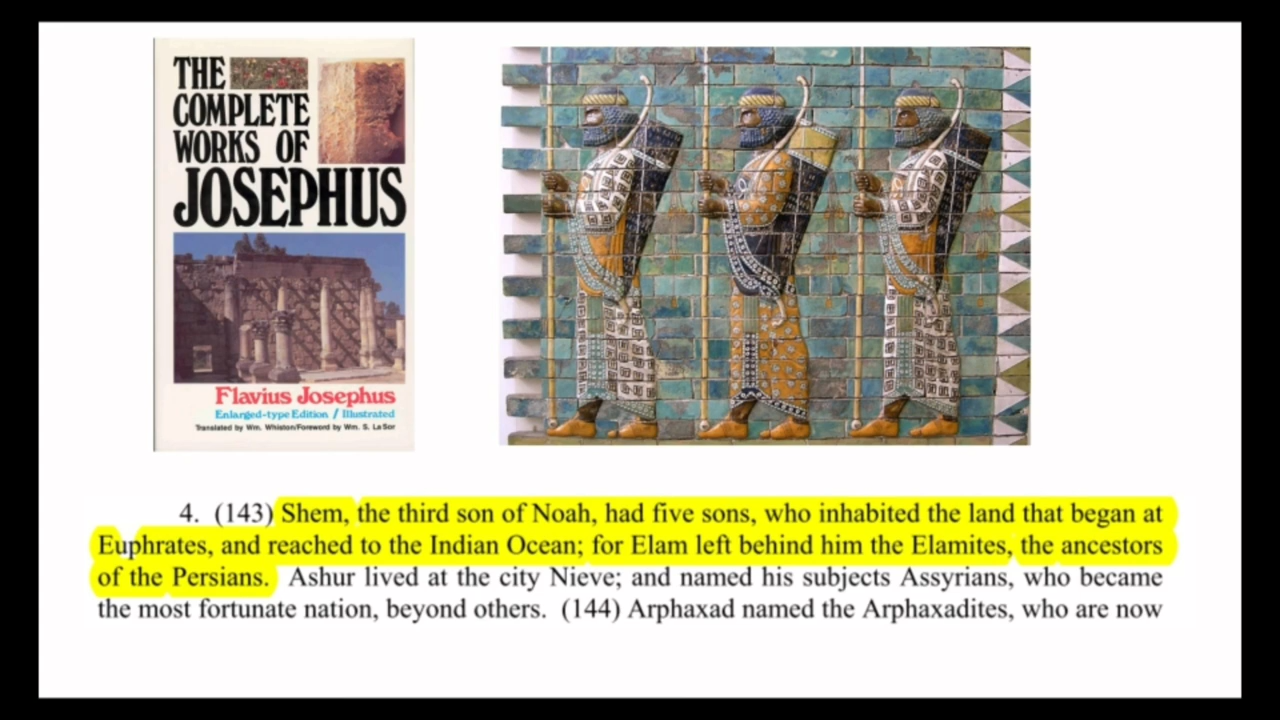 THE
COMPLETE
WORKS OF
JOSEPHUS
Flavius Josephus
Enlarged-type Edition / Illustrated
Translated by Wm. Whiston/Foreword by Wm. S. LaSor
4. (143) Shem, the third son of Noah, had five sons, who inhabited the land that began at
Euphrates, and reached to the Indian Ocean; for Elam left behind him the Elamites, the ancestors
of the Persians. Ashur lived at the city Nieve; and named his subjects Assyrians, who became
the most fortunate nation, beyond others. (144) Arphaxad named the Arphaxadites, who are now